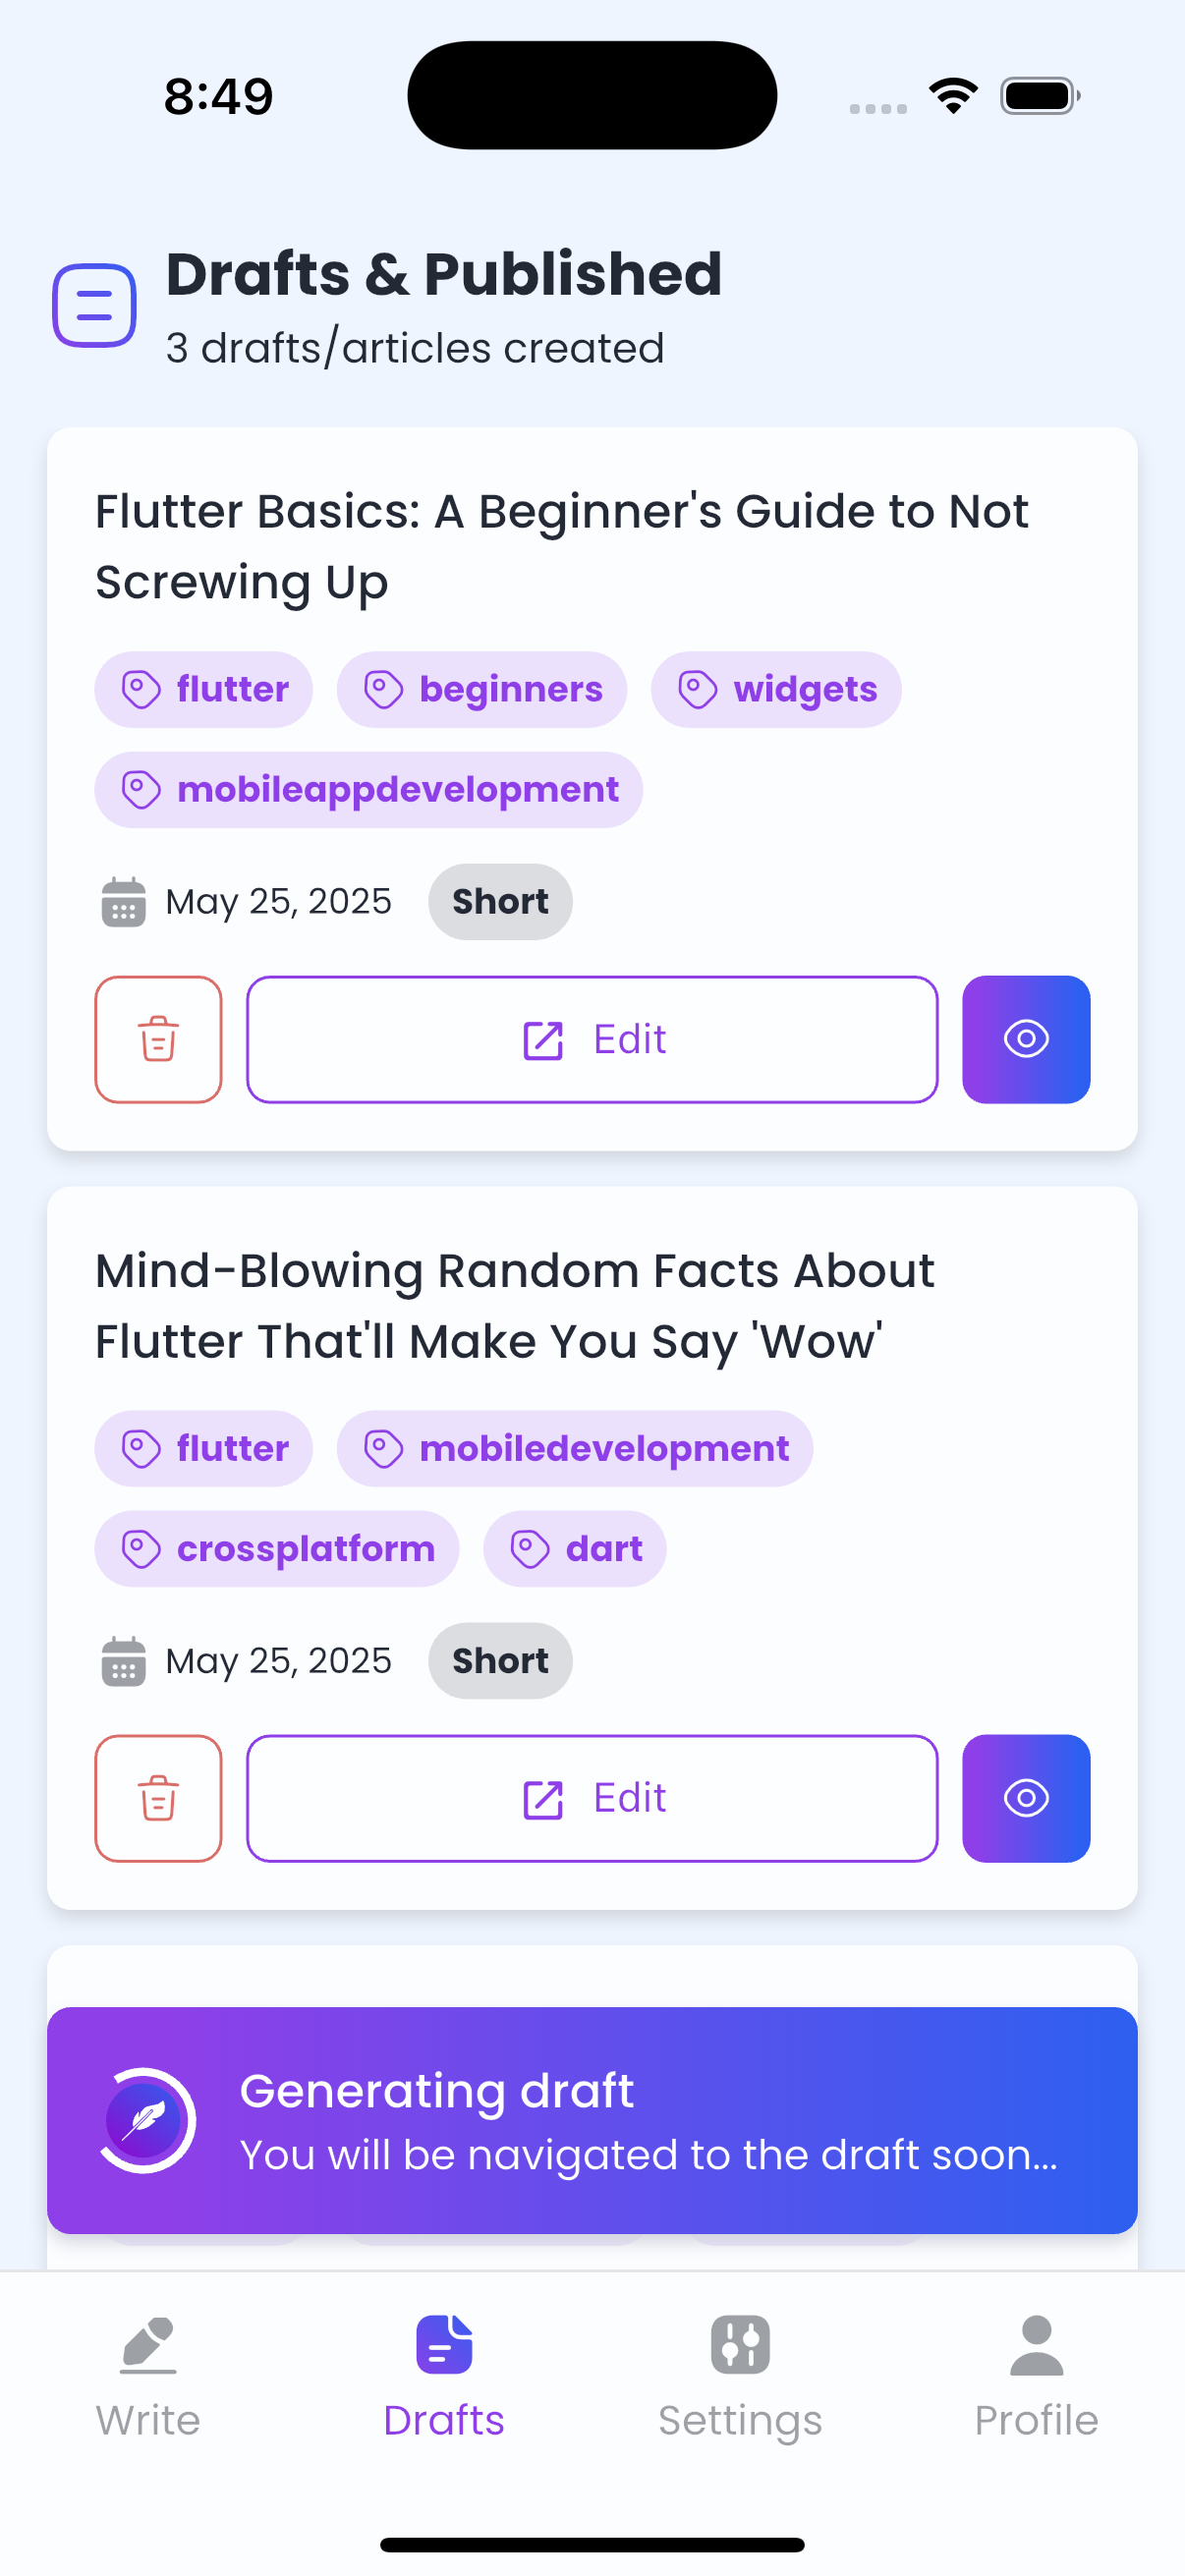 8:49
Drafts & Published
3 drafts/articles created
Flutter Basics: A Beginner's Guide to Not
Screwing Up
flutter
beginners
widgets
mobileappdevelopment
May 25, 2025
Short
Edit
Mind-Blowing Random Facts About
Flutter That'll Make You Say 'Wow'
flutter
mobiledevelopment
crossplatform
dart
May 25, 2025
Short
Edit
Generating draft
You will be navigated to the draft soon...
Write
Drafts
Settings
Profile